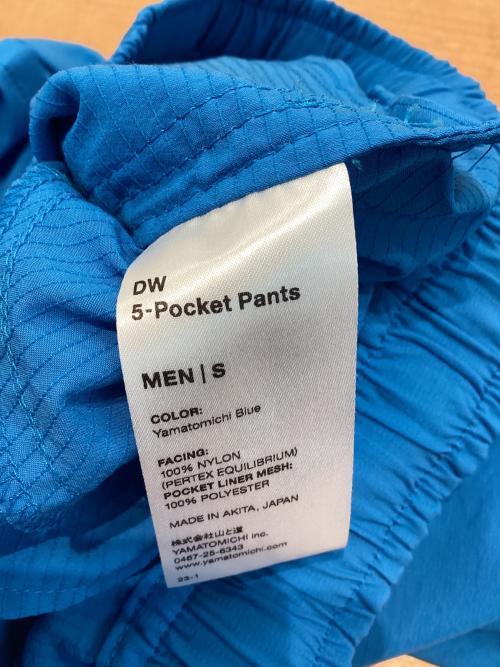 DW
5-Pocket Pants
MEN | S
COLOR:
Yamatomichi Blue
FACING:
100% NYLON
(PERTEX EQUILIBRIUM)
POCKET LINER MESH:
100% POLYESTER
MADE IN AKITA, JAPAN
株式会社山と道
YAMATOMICHI inc.
0467-25-6343
www.yamatomichi.com
23-1